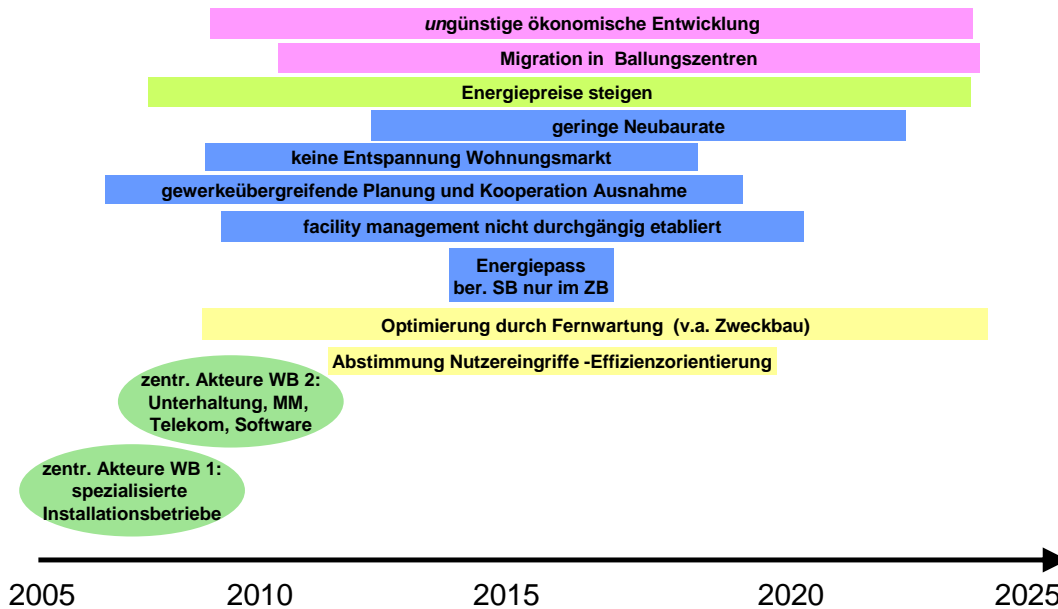 ungünstige ökonomische Entwicklung
Migration in Ballungszentren
Energiepreise steigen
geringe Neubaurate
keine Entspannung Wohnungsmarkt
gewerkeübergreifende Planung und Kooperation Ausnahme
facility management nicht durchgängig etabliert
Energiepass
ber. SB nur im ZB
Optimierung durch Fernwartung (v.a. Zweckbau)
Abstimmung Nutzereingriffe -Effizienzorientierung
zentr. Akteure WB 2:
Unterhaltung, MM,
Telekom, Software
zentr. Akteure WB 1:
spezialisierte
Installationsbetriebe
2005 2010 2015 2020 2025